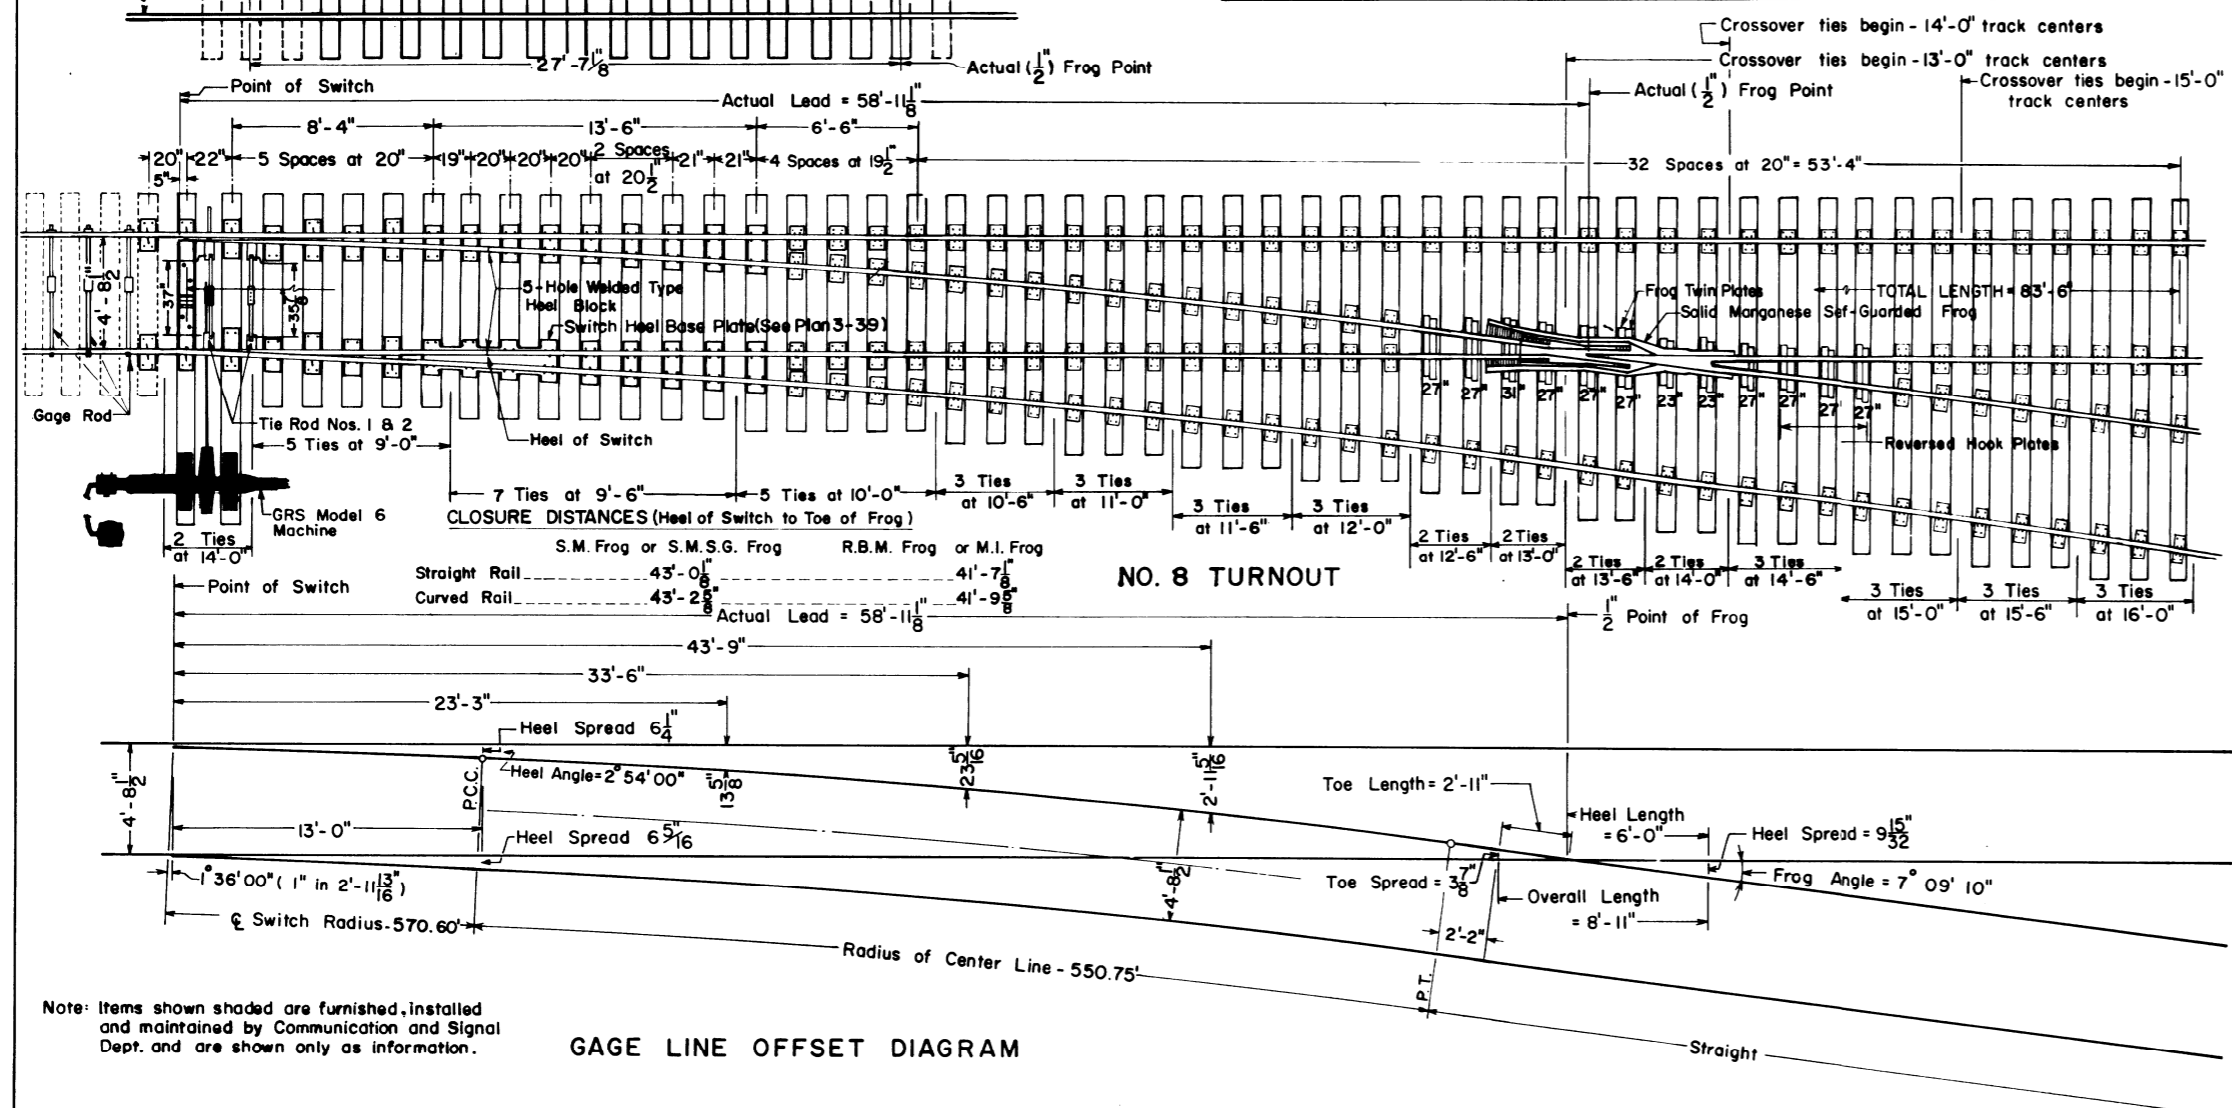 Crossover ties begin - 14'-0" track centers
27'-7 1/8"
Actual (1/2") Frog Point
Crossover ties begin - 13'-0" track centers
Point of Switch
Actual Lead = 58'-11 1/8"
Actual (1/2") Frog Point
Crossover ties begin - 15'-0"
track centers
8'-4"
13'-6"
6'-6"
20"
22"
5 Spaces at 20"
19"
20"
20"
20"
2 Spaces
at 20 1/2"
21"
21"
4 Spaces at 19 1/2"
32 Spaces at 20" = 53'-4"
5"
37"
4'-8 1/2"
35 7/8"
5-Hole Welded Type
Heel Block
Switch Heel Base Plate (See Plan 3-39)
Frog Twin Plates
TOTAL LENGTH = 83'-6"
Solid Manganese Sef-Guarded Frog
27"
27"
31"
27"
27"
27"
23"
23"
27"
27"
27"
27"
Gage Rod
Tie Rod Nos. 1 & 2
5 Ties at 9'-0"
Heel of Switch
Reversed Hook Plates
7 Ties at 9'-6"
5 Ties at 10'-0"
3 Ties
at 10'-6"
3 Ties
at 11'-0"
3 Ties
at 11'-6"
3 Ties
at 12'-0"
2 Ties
at 12'-6"
2 Ties
at 13'-0"
2 Ties
at 13'-6"
2 Ties
at 14'-0"
3 Ties
at 14'-6"
3 Ties
at 15'-0"
3 Ties
at 15'-6"
3 Ties
at 16'-0"
GRS Model 6
Machine
2 Ties
at 14'-0"
CLOSURE DISTANCES (Heel of Switch to Toe of Frog)
S.M. Frog or S.M.S.G. Frog R.B.M. Frog or M.I. Frog
Straight Rail 43'-0 1/8" 41'-7 1/8"
Curved Rail 43'-2 5/8" 41'-9 5/8"
NO. 8 TURNOUT
Point of Switch
Actual Lead = 58'-11 1/8"
1/2" Point of Frog
43'-9"
33'-6"
23'-3"
Heel Spread 6 1/4"
Heel Angle = 2° 54' 00"
P.C.C.
13 5/8"
23 5/16"
2'-11 5/16"
4'-8 1/2"
13'-0"
Heel Spread 6 5/16"
Toe Length = 2'-11"
Heel Length
= 6'-0"
Heel Spread = 9 15/32"
1° 36' 00" (1" in 2'-11 13/16")
4'-8 1/2"
Toe Spread = 3 7/8"
Overall Length
= 8'-11"
Frog Angle = 7° 09' 10"
℄ Switch Radius - 570.60'
2'-2"
Radius of Center Line - 550.75'
P.T.
Straight
Note: Items shown shaded are furnished, installed
and maintained by Communication and Signal
Dept. and are shown only as information.
GAGE LINE OFFSET DIAGRAM